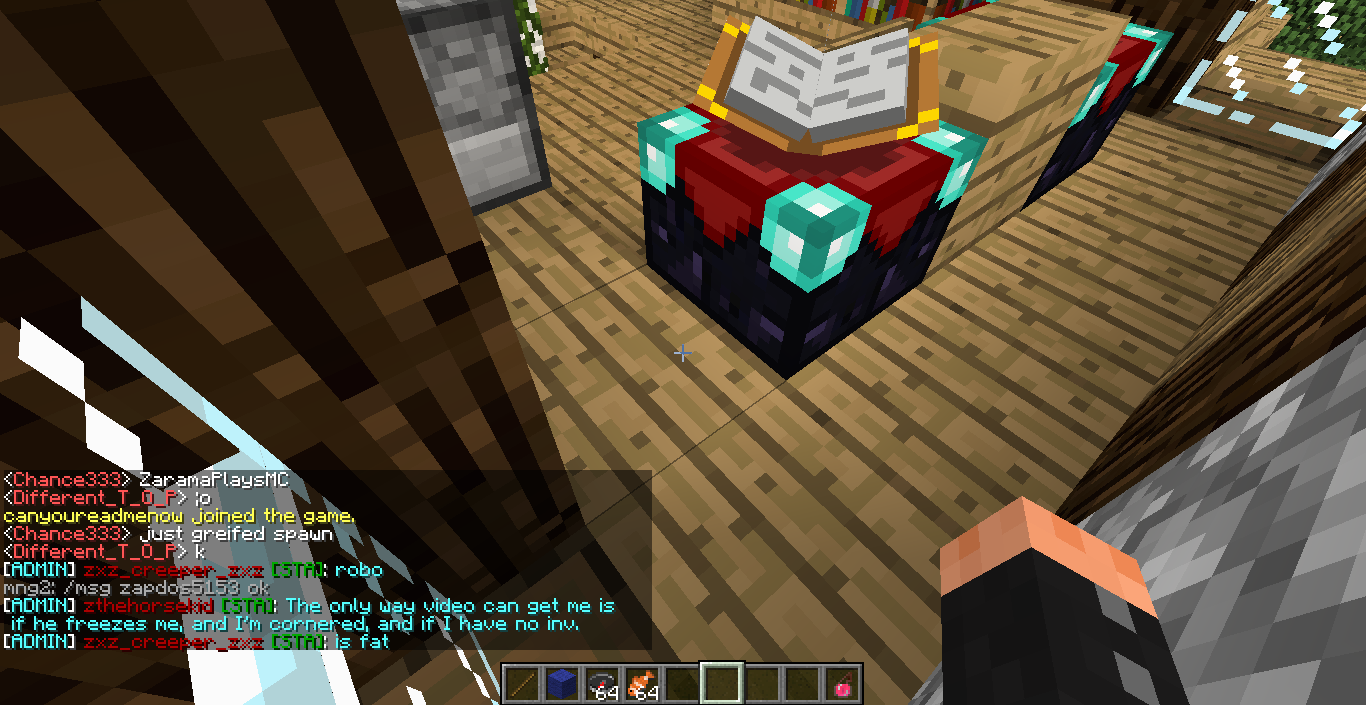 <Chance333> ZaramaPlaysMC
<Different_T_O_P> ;o
canyoureadmenow joined the game.
<Chance333> just greifed spawn
<Different_T_O_P> k
[ADMIN] zxz_creeper_zxz [STA]: robo
mng3: /msg zapdos5153 ok
[ADMIN] zthehorsekid [STA]: The only way video can get me is
if he freezes me, and I'm cornered, and if I have no inv.
[ADMIN] zxz_creeper_zxz [STA]: is fat
64 64